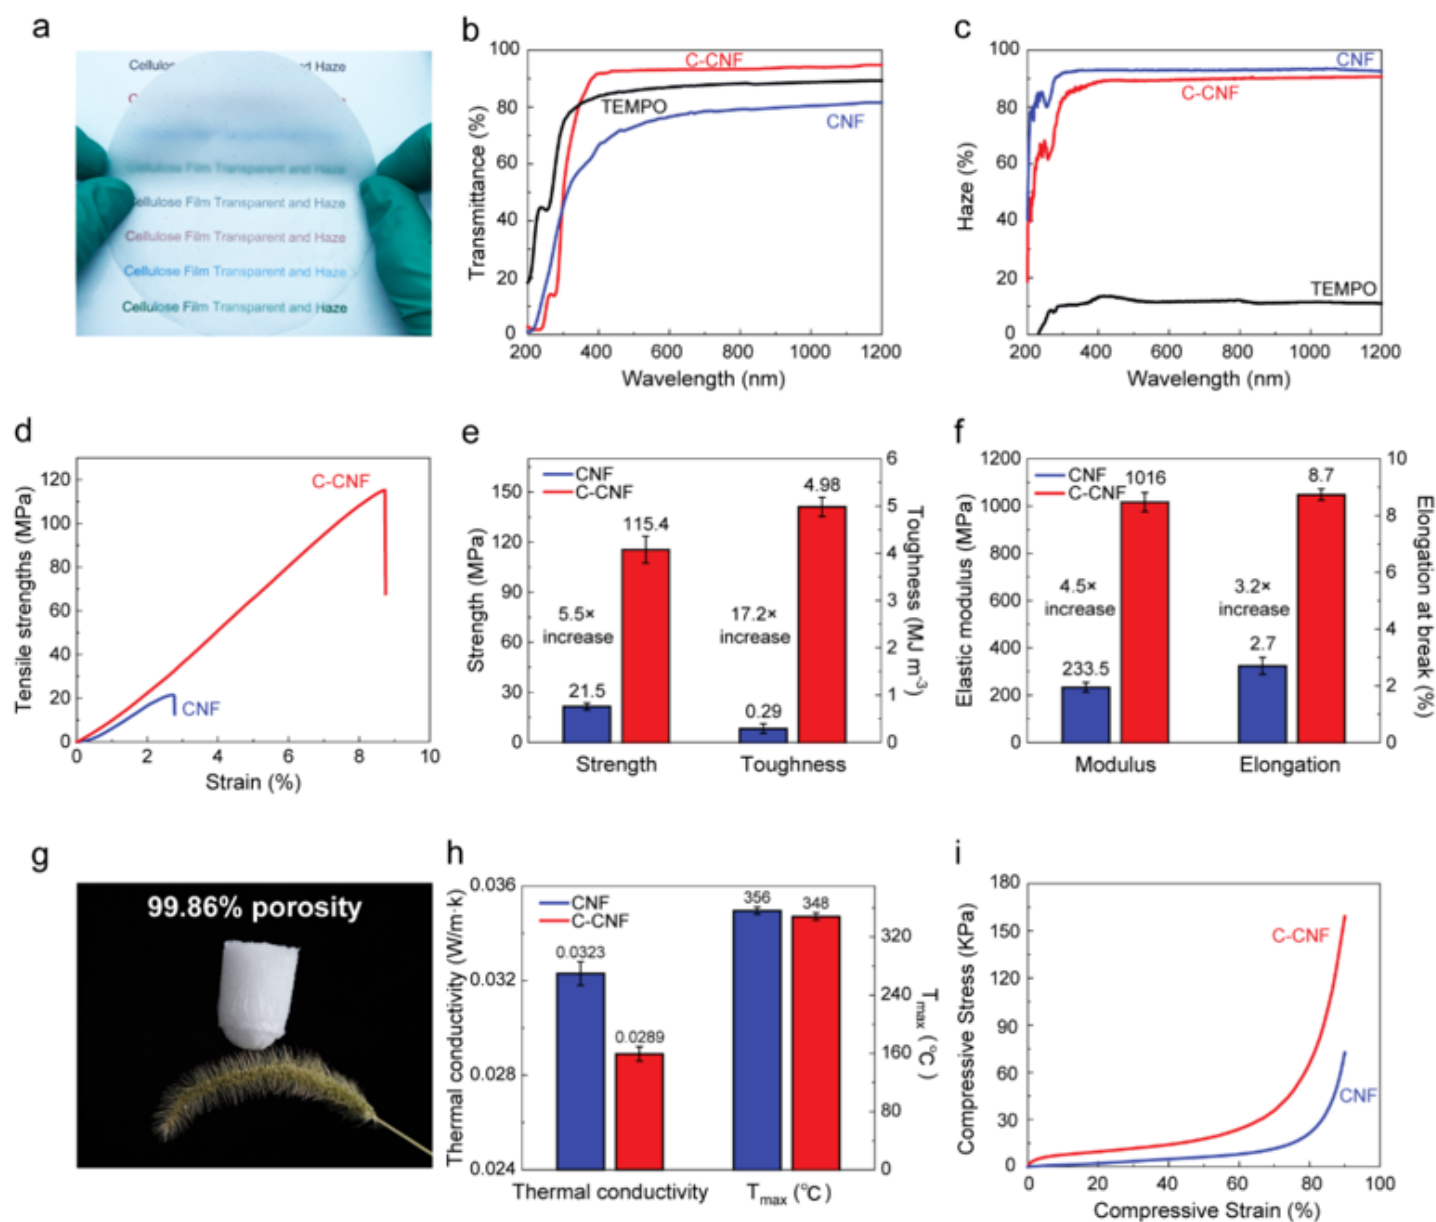 a
Cellulo
nd Haze
Cellulose Film Transparent and Haze
Cellulose Film Transparent and Haze
Cellulose Film Transparent and Haze
Cellulose Film Transparent and Haze
Cellulose Film Transparent and Haze
b
100
80
60
40
20
0
200
400
600
800
1000
1200
Transmittance (%)
Wavelength (nm)
C-CNF
TEMPO
CNF
c
100
80
60
40
20
0
200
400
600
800
1000
1200
Haze (%)
Wavelength (nm)
CNF
C-CNF
TEMPO
d
120
100
80
60
40
20
0
0
2
4
6
8
10
Tensile strengths (MPa)
Strain (%)
C-CNF
CNF
e
150
120
90
60
30
0
Strength (MPa)
CNF
C-CNF
115.4
4.98
5.5×
increase
17.2×
increase
21.5
0.29
Strength
Toughness
6
5
4
3
2
1
0
Toughness (MJ m⁻³)
f
1200
1000
800
600
400
200
0
Elastic modulus (MPa)
CNF
C-CNF
1016
8.7
4.5×
increase
3.2×
increase
233.5
2.7
Modulus
Elongation
10
8
6
4
2
0
Elongation at break (%)
g
99.86% porosity
h
0.036
0.032
0.028
0.024
Thermal conductivity (W/m·k)
CNF
C-CNF
0.0323
0.0289
356
348
Thermal conductivity
Tmax (°C)
320
240
160
80
0
Tmax (°C)
i
180
150
120
90
60
30
0
0
20
40
60
80
100
Compressive Stress (KPa)
Compressive Strain (%)
C-CNF
CNF